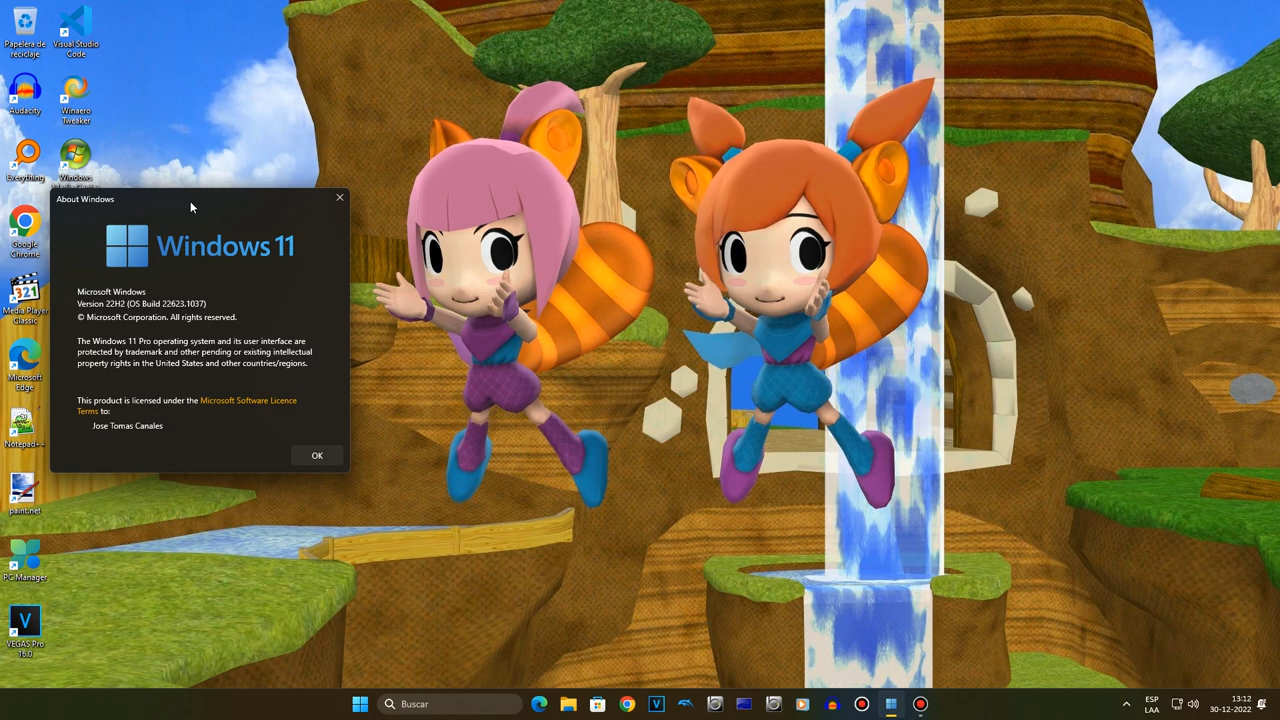 Papelera de
reciclaje
Visual Studio
Code
Audacity
Winaero
Tweaker
Everything
Windows
Google
Chrome
Media Player
Classic
Microsoft
Edge
Notepad++
paint.net
PC Manager
VEGAS Pro
16.0
About Windows
Windows 11
Microsoft Windows
Version 22H2 (OS Build 22623.1037)
© Microsoft Corporation. All rights reserved.
The Windows 11 Pro operating system and its user interface are
protected by trademark and other pending or existing intellectual
property rights in the United States and other countries/regions.
This product is licensed under the Microsoft Software Licence
Terms to:
Jose Tomas Canales
OK
Buscar
ESP
LAA
13:12
30-12-2022